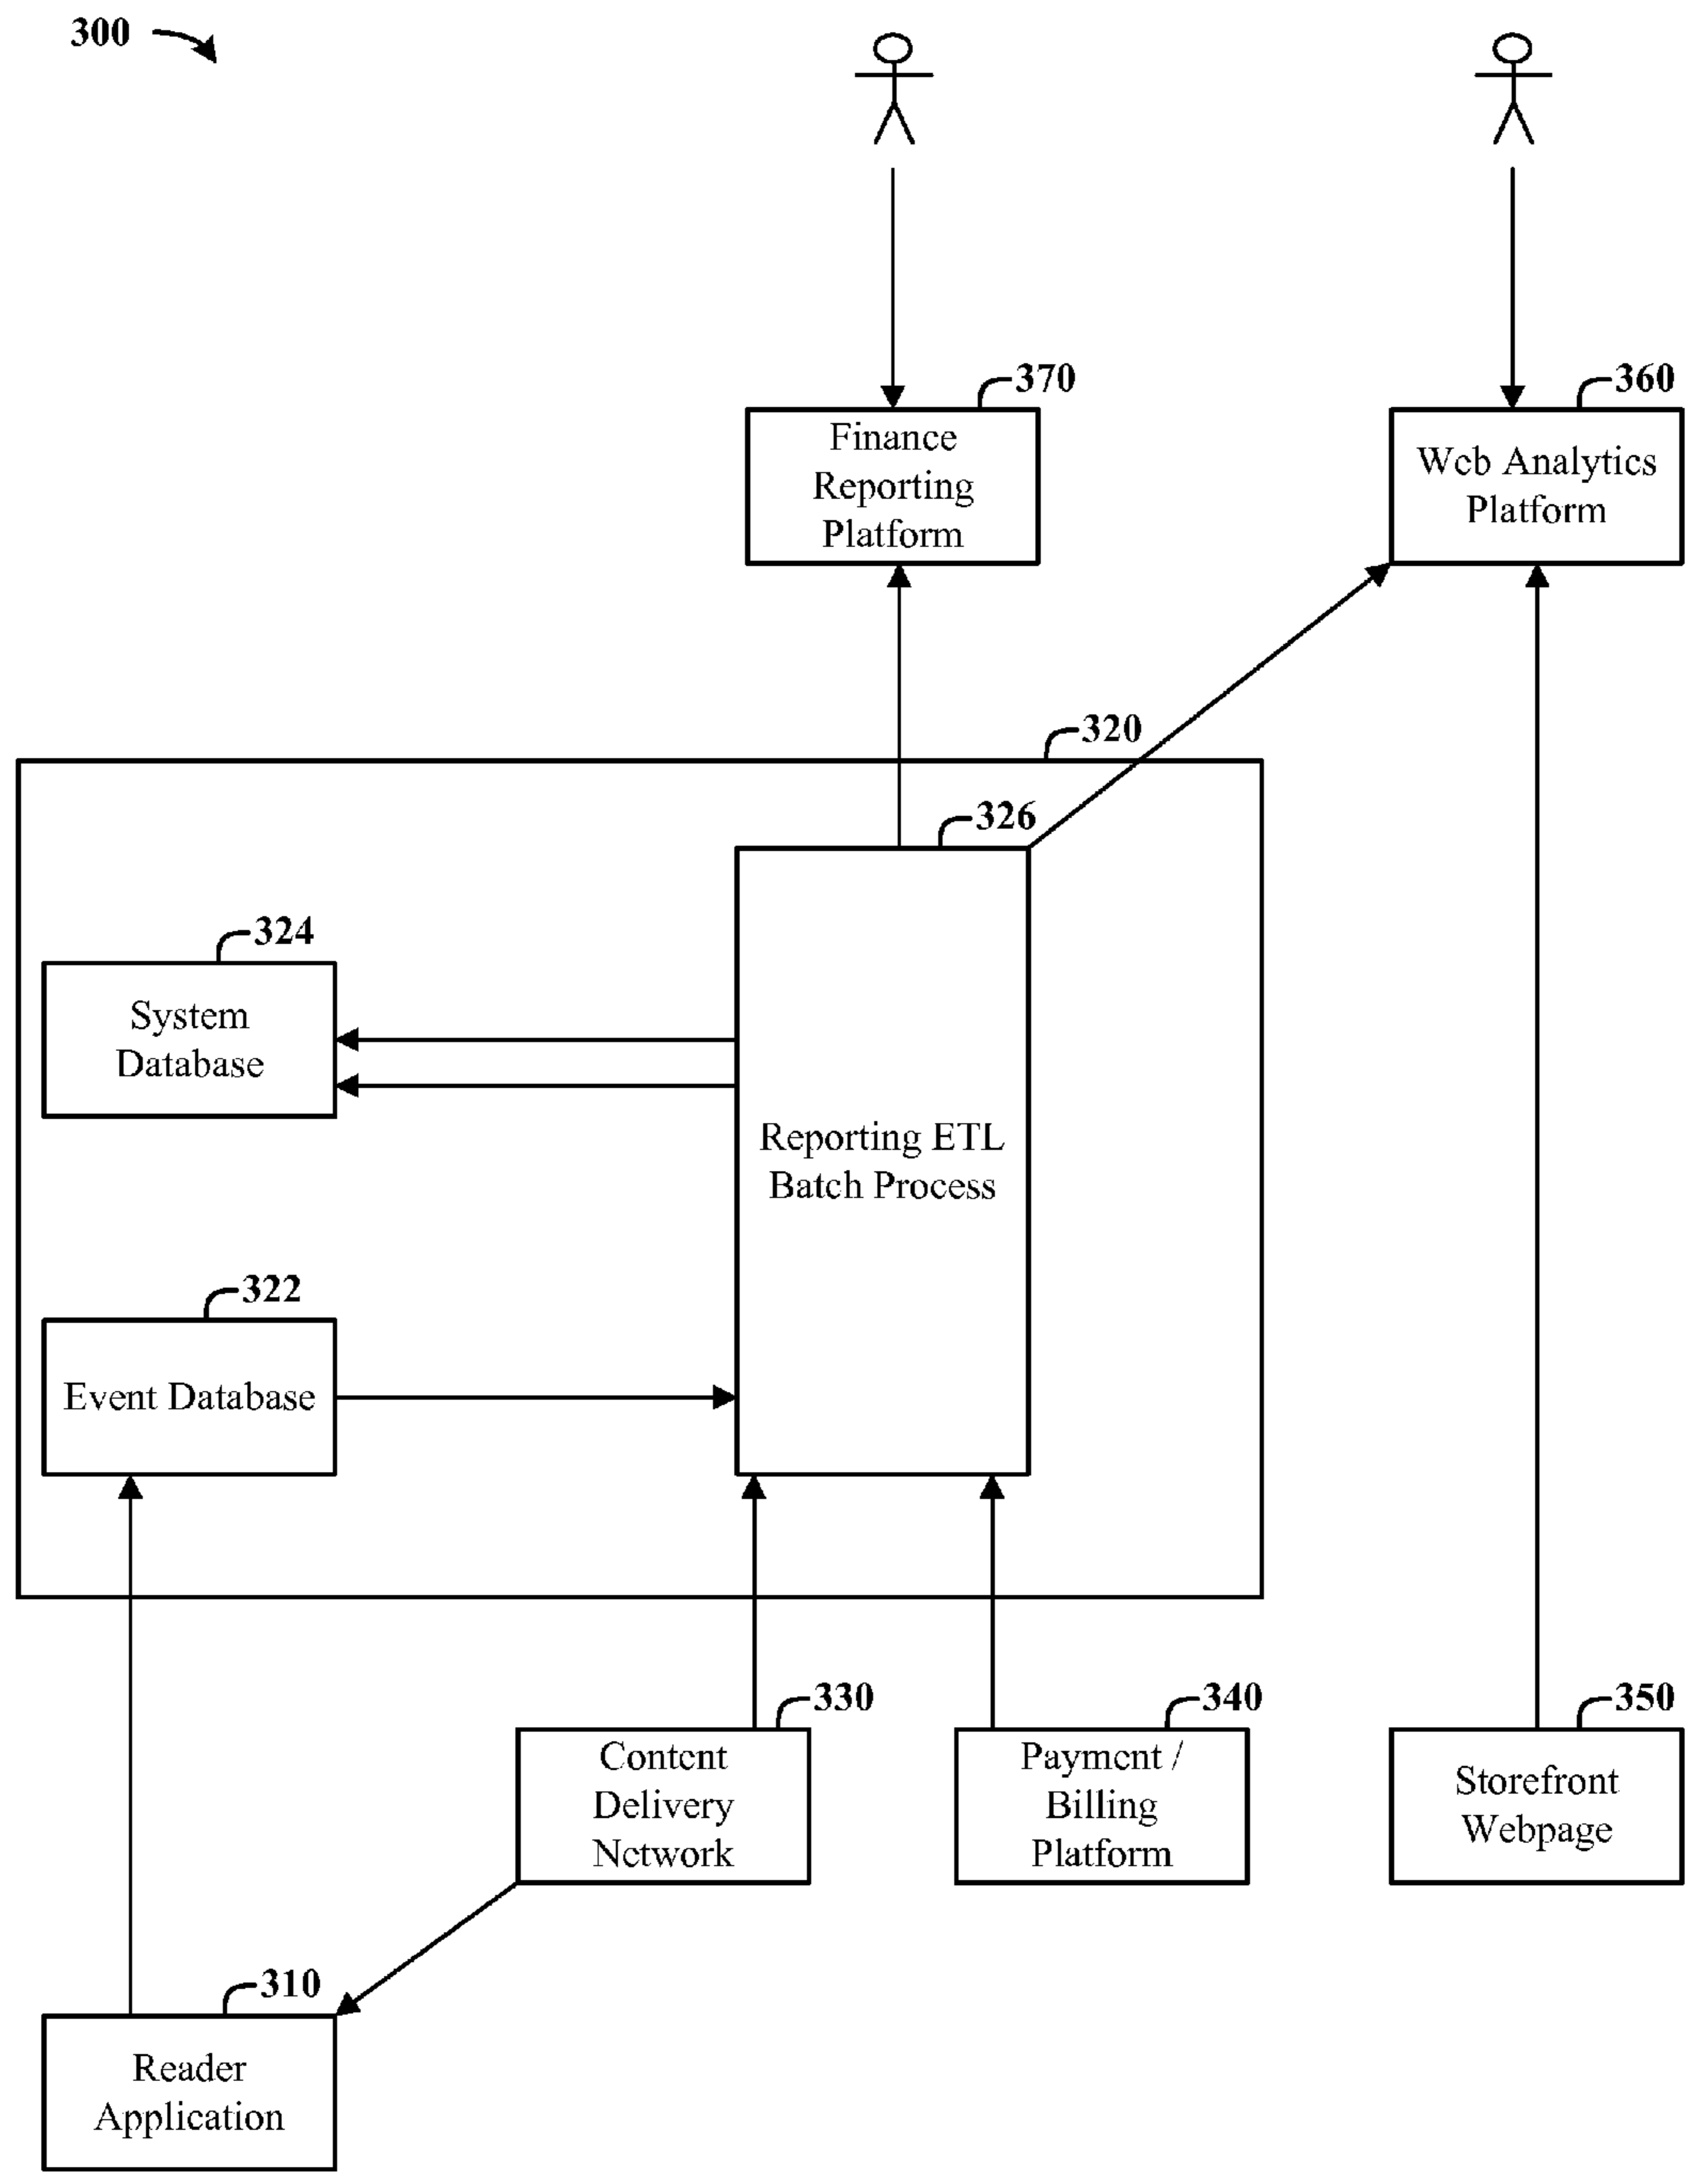 300
370
Finance
Reporting
Platform
360
Web Analytics
Platform
320
326
324
System
Database
Reporting ETL
Batch Process
322
Event Database
330
Content
Delivery
Network
340
Payment /
Billing
Platform
350
Storefront
Webpage
310
Reader
Application